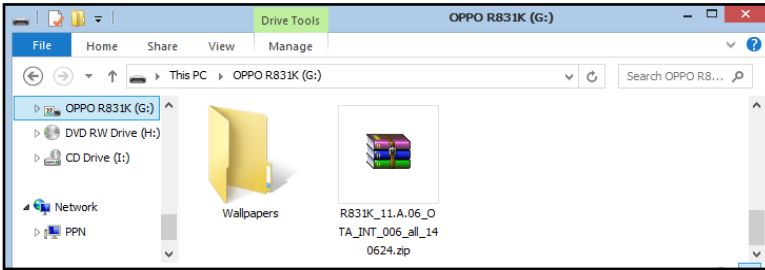 Drive Tools
OPPO R831K (G:)
File Home Share View Manage
This PC OPPO R831K (G:)
Search OPPO R8...
OPPO R831K (G:)
DVD RW Drive (H:)
CD Drive (I:)
Network
PPN
Wallpapers
R831K_11.A.06_O
TA_INT_006_all_14
0624.zip